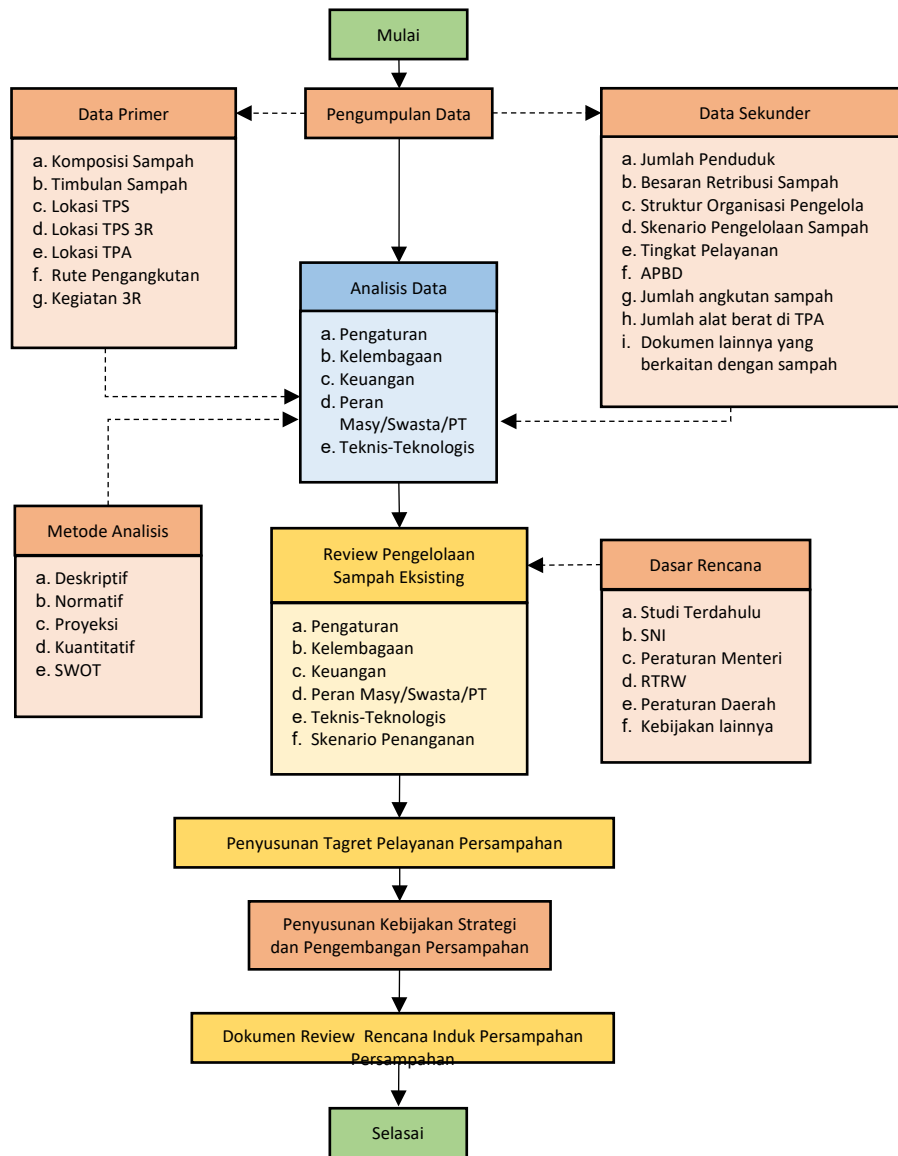 Mulai
Pengumpulan Data
Data Primer
a. Komposisi Sampah
b. Timbulan Sampah
c. Lokasi TPS
d. Lokasi TPS 3R
e. Lokasi TPA
f. Rute Pengangkutan
g. Kegiatan 3R
Data Sekunder
a. Jumlah Penduduk
b. Besaran Retribusi Sampah
c. Struktur Organisasi Pengelola
d. Skenario Pengelolaan Sampah
e. Tingkat Pelayanan
f. APBD
g. Jumlah angkutan sampah
h. Jumlah alat berat di TPA
i. Dokumen lainnya yang
berkaitan dengan sampah
Analisis Data
a. Pengaturan
b. Kelembagaan
c. Keuangan
d. Peran
Masy/Swasta/PT
e. Teknis-Teknologis
Metode Analisis
a. Deskriptif
b. Normatif
c. Proyeksi
d. Kuantitatif
e. SWOT
Review Pengelolaan
Sampah Eksisting
a. Pengaturan
b. Kelembagaan
c. Keuangan
d. Peran Masy/Swasta/PT
e. Teknis-Teknologis
f. Skenario Penanganan
Dasar Rencana
a. Studi Terdahulu
b. SNI
c. Peraturan Menteri
d. RTRW
e. Peraturan Daerah
f. Kebijakan lainnya
Penyusunan Tagret Pelayanan Persampahan
Penyusunan Kebijakan Strategi
dan Pengembangan Persampahan
Dokumen Review Rencana Induk Persampahan
Persampahan
Selasai